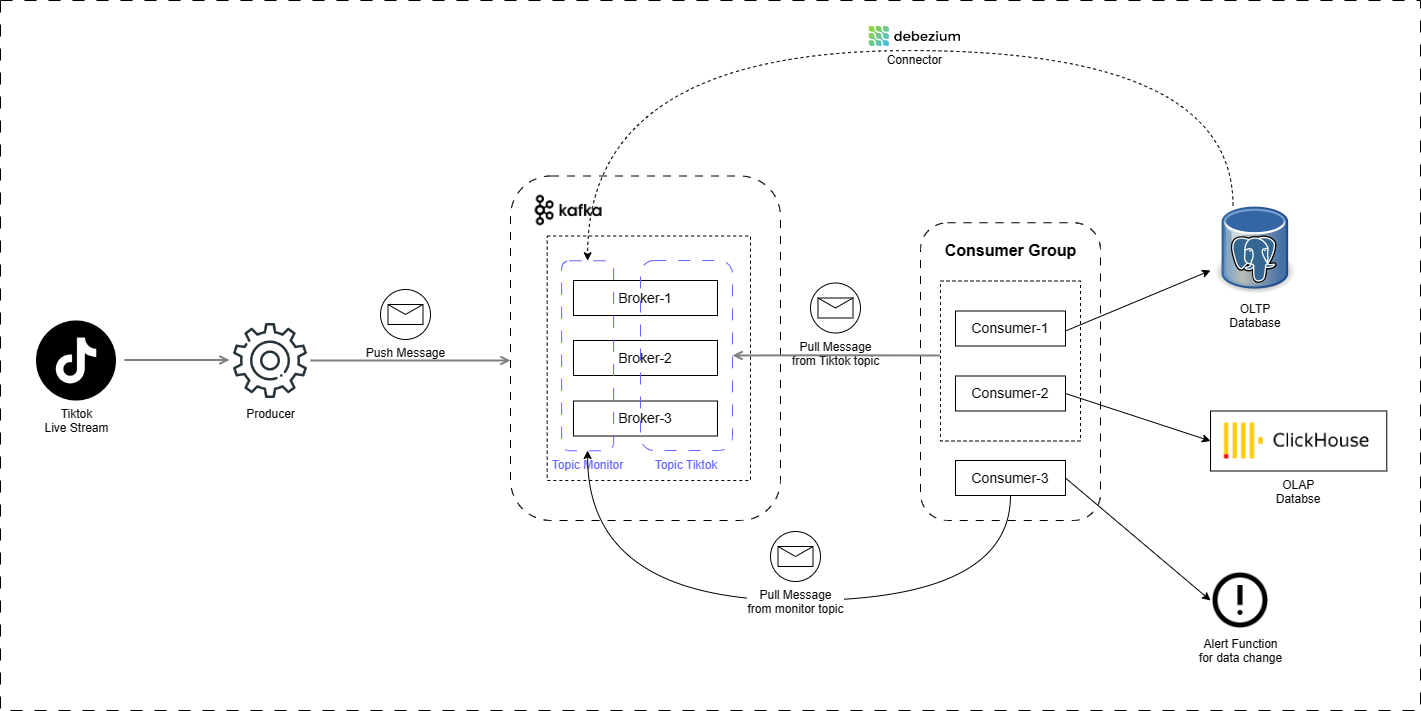 debezium
Connector
kafka
Consumer Group
Broker-1
Broker-2
Broker-3
Topic Monitor
Topic Tiktok
Push Message
Tiktok
Live Stream
Producer
Pull Message
from Tiktok topic
Consumer-1
Consumer-2
Consumer-3
OLTP
Database
ClickHouse
OLAP
Databse
Pull Message
from monitor topic
Alert Function
for data change